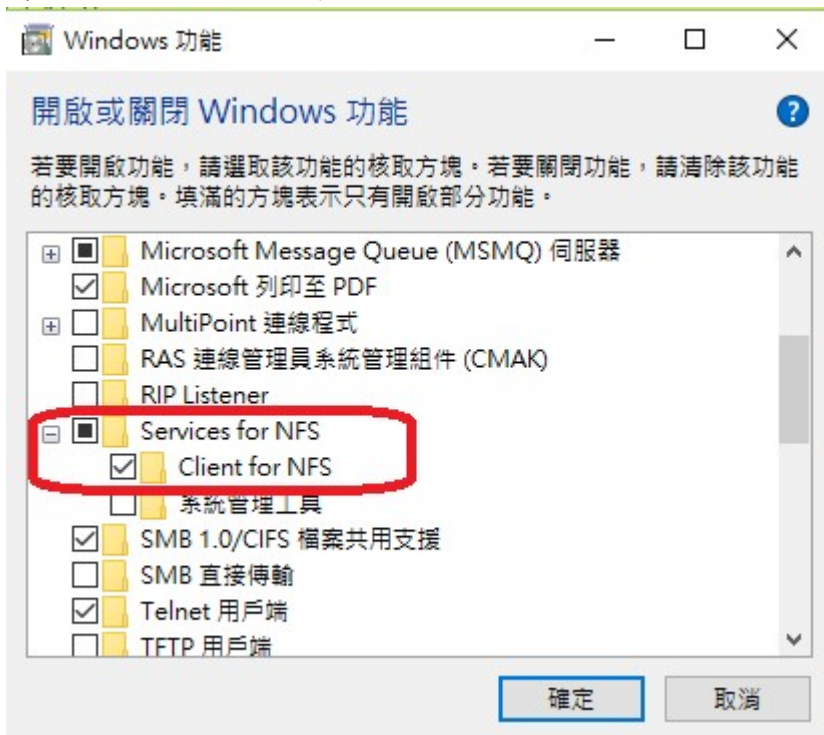 Windows 功能
開啟或關閉 Windows 功能
若要開啟功能，請選取該功能的核取方塊。若要關閉功能，請清除該功能
的核取方塊。填滿的方塊表示只有開啟部分功能。
Microsoft Message Queue (MSMQ) 伺服器
Microsoft 列印至 PDF
MultiPoint 連線程式
RAS 連線管理員系統管理組件 (CMAK)
RIP Listener
Services for NFS
Client for NFS
系統管理工具
SMB 1.0/CIFS 檔案共用支援
SMB 直接傳輸
Telnet 用戶端
TFTP 用戶端
確定
取消